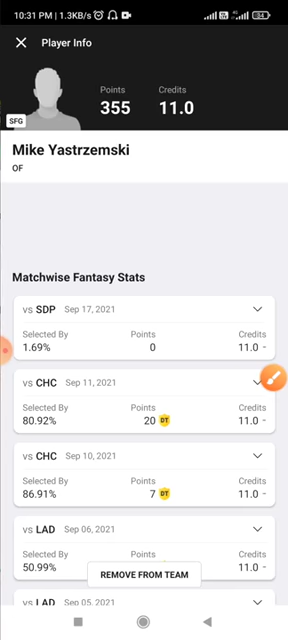 10:31 PM | 1.3KB/s
84
Player Info
Points Credits
355 11.0
SFG
Mike Yastrzemski
OF
Matchwise Fantasy Stats
vs SDP Sep 17, 2021
Selected By Points Credits
1.69% 0 11.0 -
vs CHC Sep 11, 2021
Selected By Points Credits
80.92% 20 DT 11.0 -
vs CHC Sep 10, 2021
Selected By Points Credits
86.91% 7 DT 11.0 -
vs LAD Sep 06, 2021
Selected By Points Credits
50.99% 11.0 -
REMOVE FROM TEAM
vs LAD Sep 05, 2021